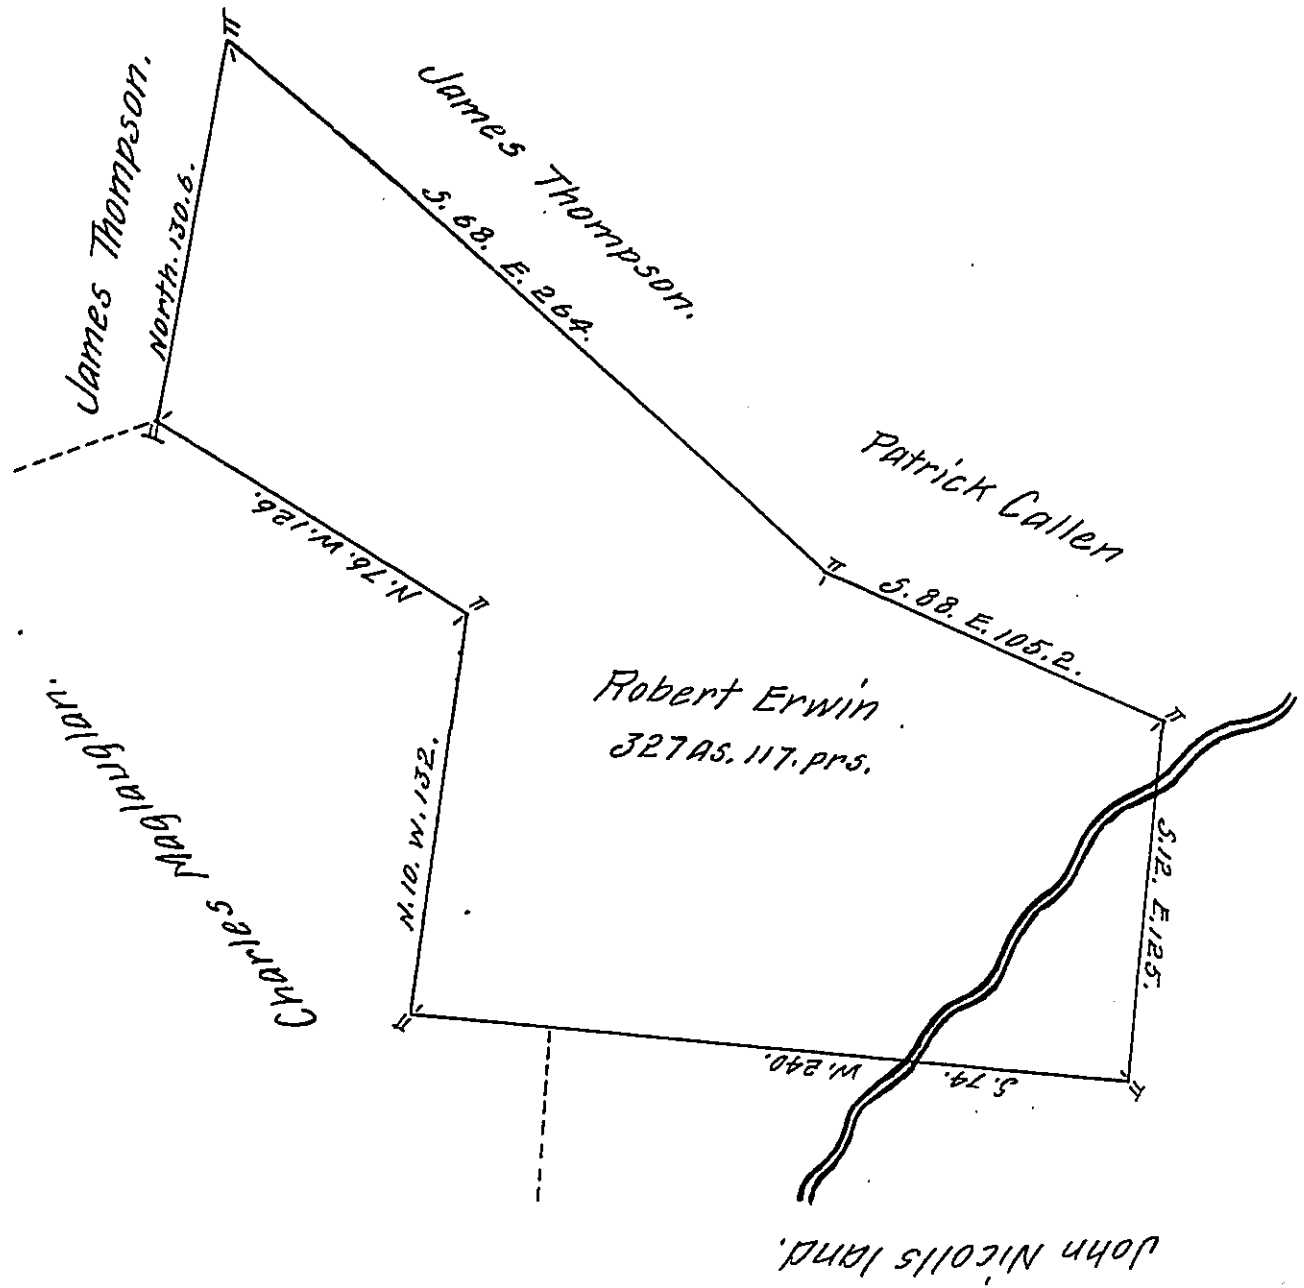 James Thompson.
North. 130.6.
James Thompson.
S. 68. E. 264.
Patrick Callen
S. 88. E. 105.2.
N. 76. W. 126.
Robert Erwin
327 As. 117. prs.
N. 10. W. 132.
S. 12. E. 125.
Charles Maglauglan.
S. 74. W. 240.
John Nicolls land.